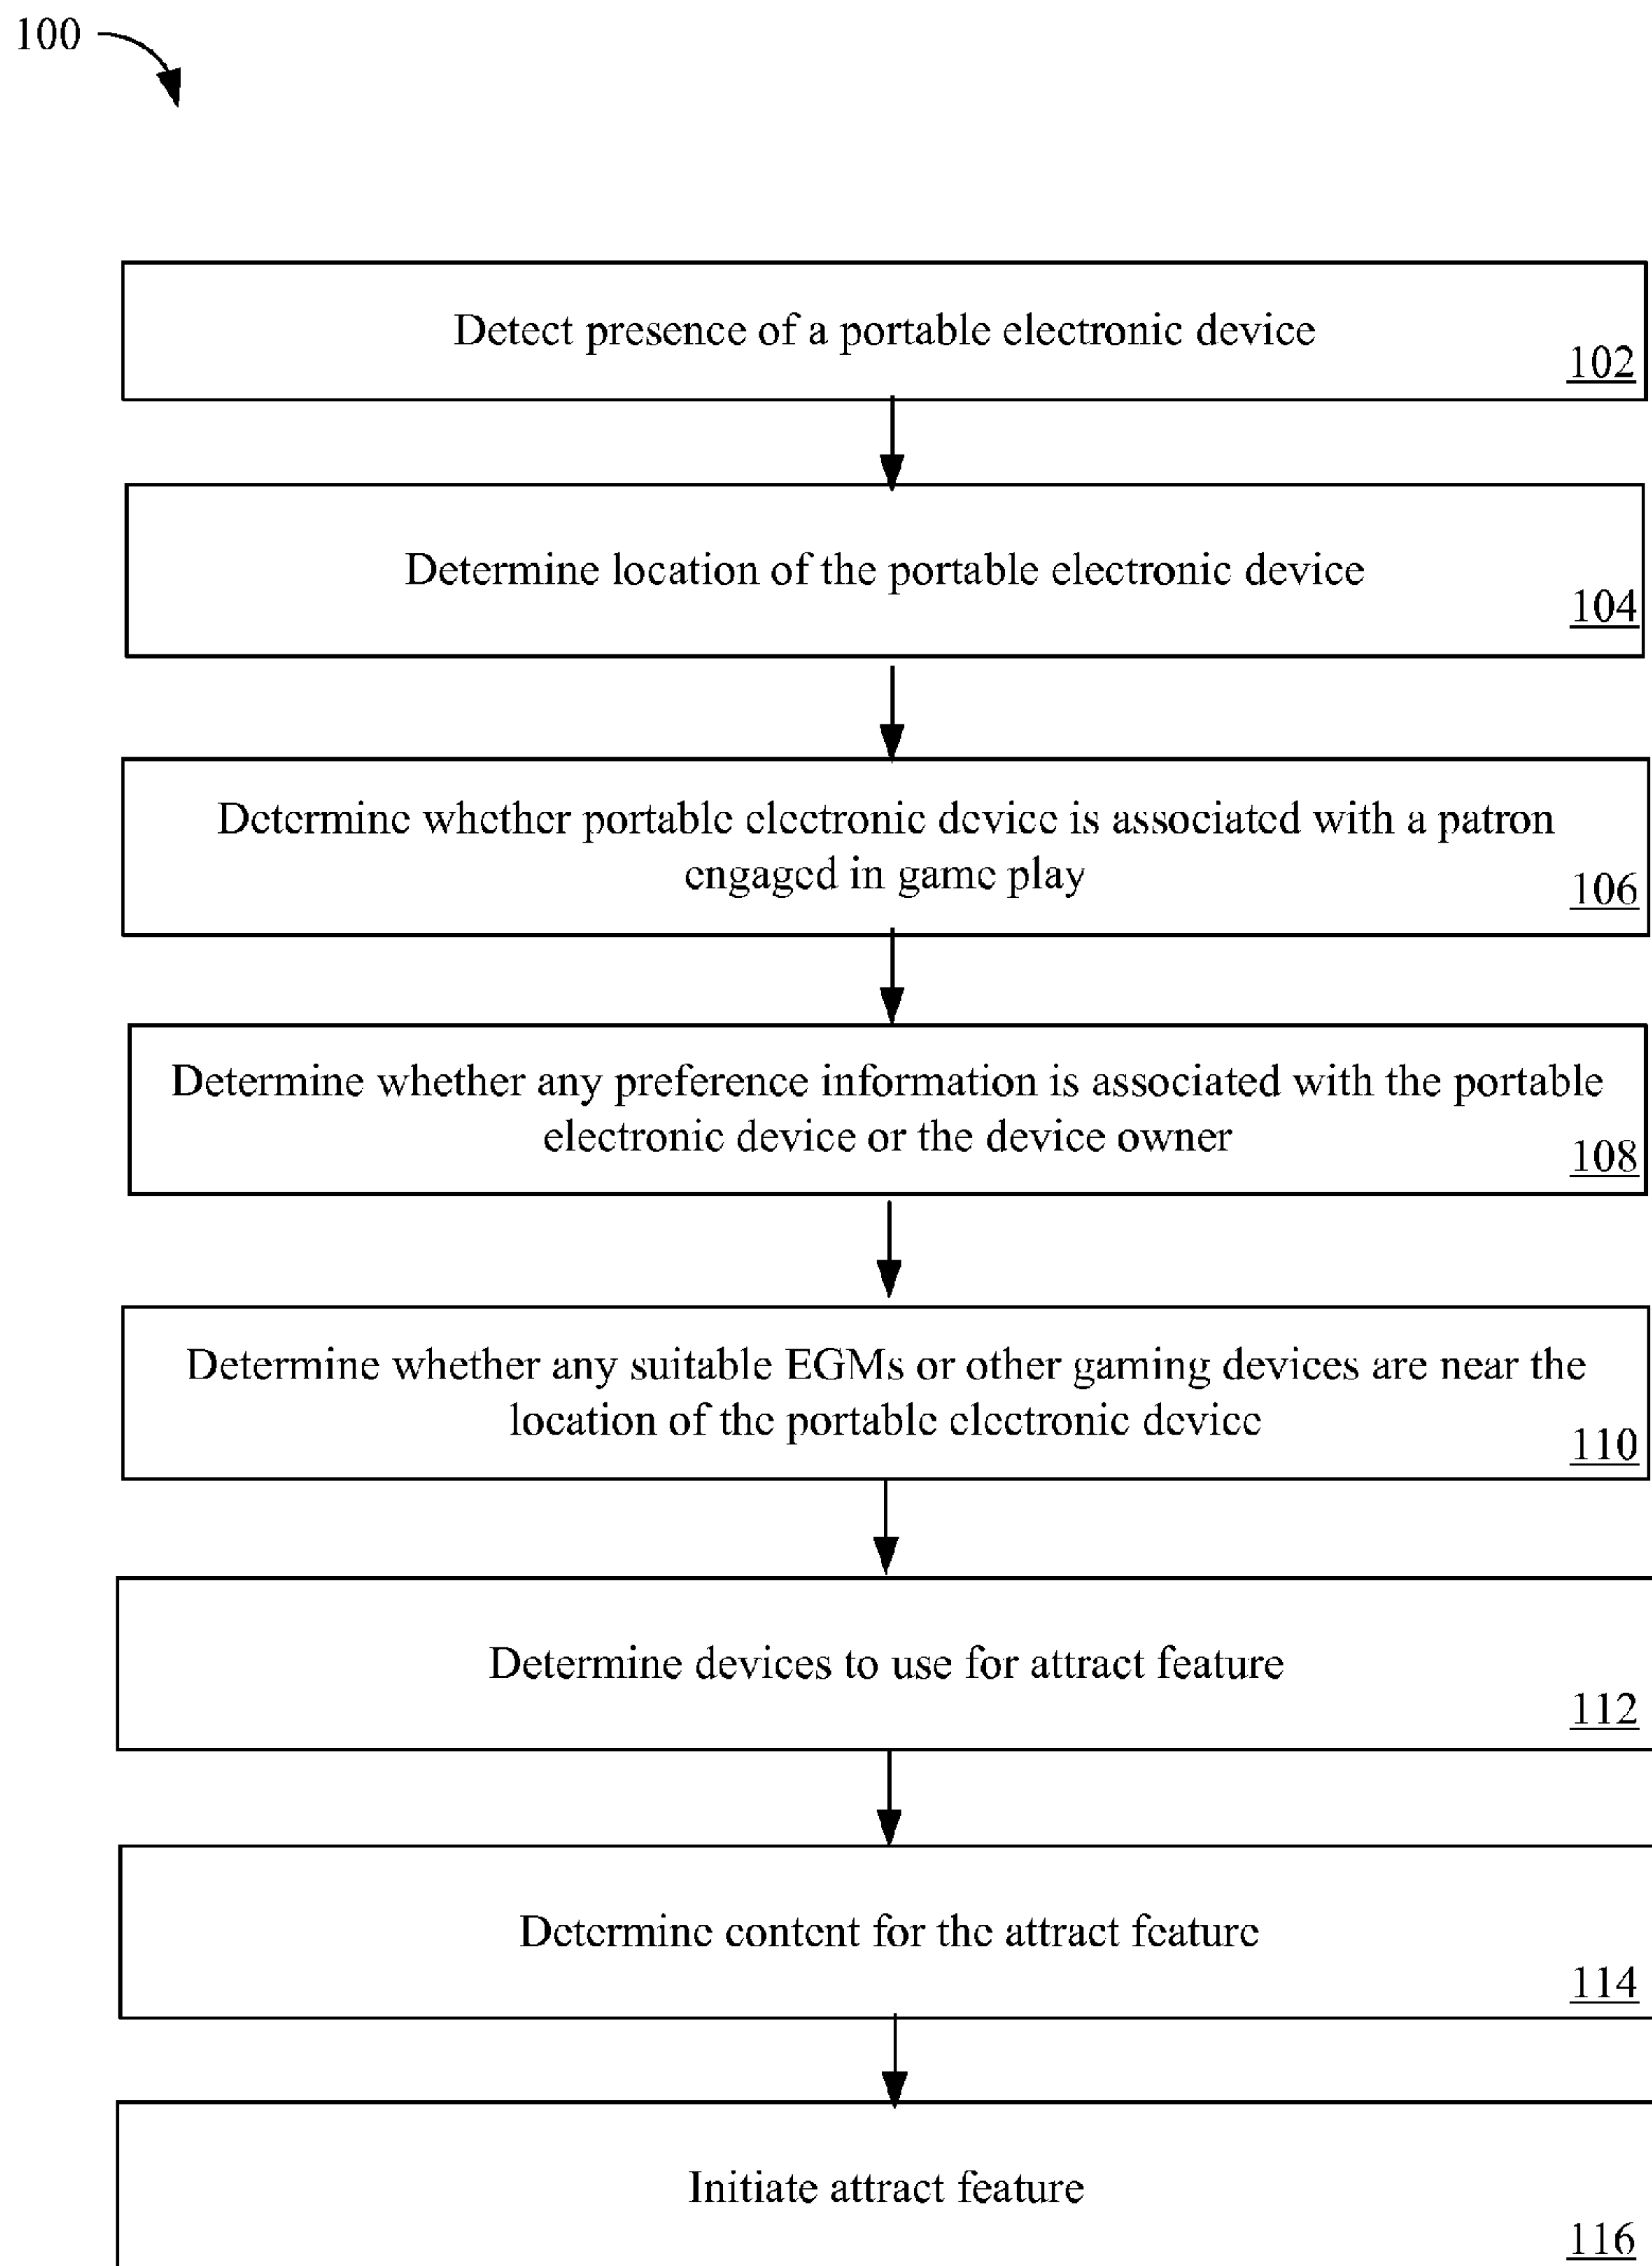 100
Detect presence of a portable electronic device
102
Determine location of the portable electronic device
104
Determine whether portable electronic device is associated with a patron
engaged in game play
106
Determine whether any preference information is associated with the portable
electronic device or the device owner
108
Determine whether any suitable EGMs or other gaming devices are near the
location of the portable electronic device
110
Determine devices to use for attract feature
112
Determine content for the attract feature
114
Initiate attract feature
116